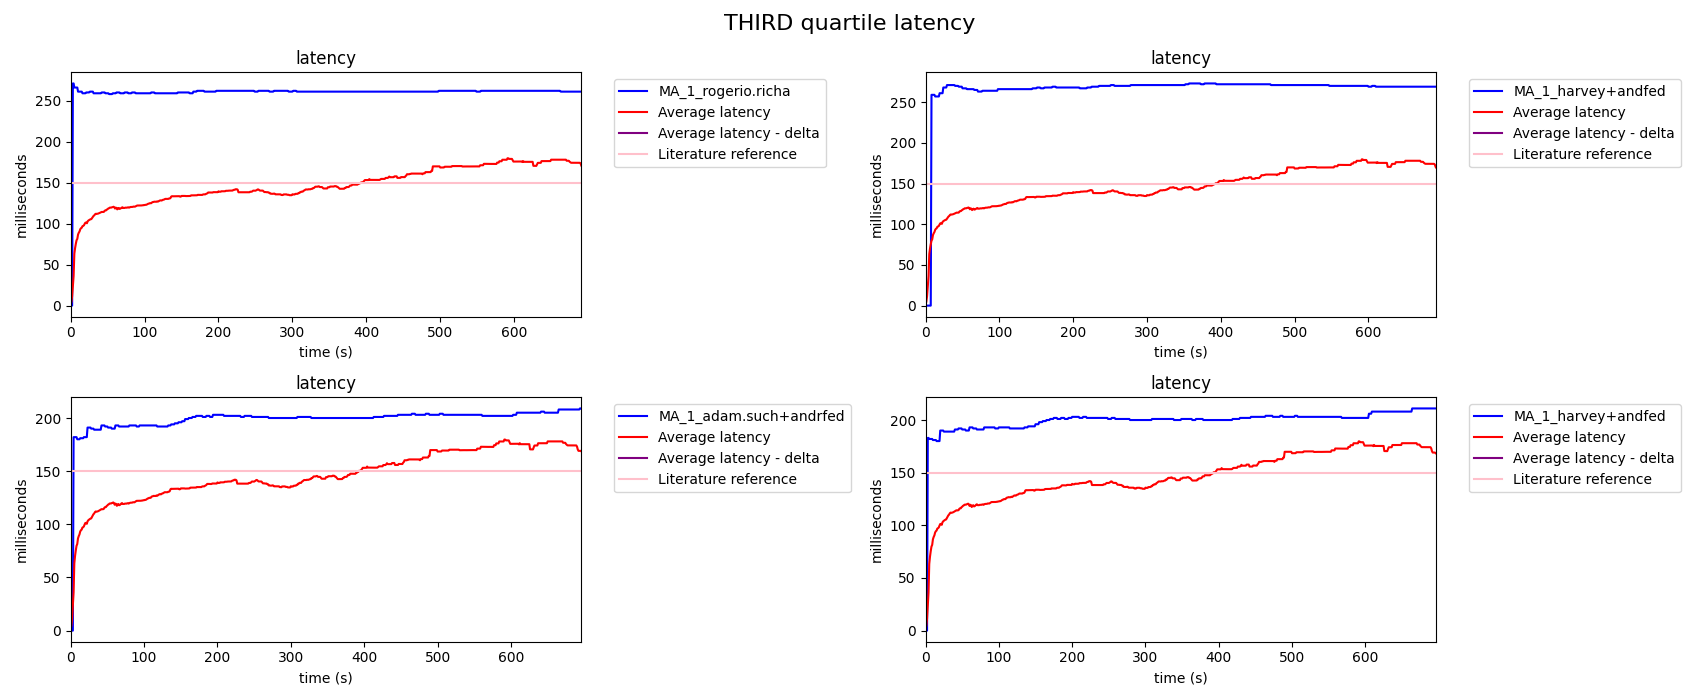 THIRD quartile latency
latency
milliseconds
250
200
150
100
50
0
0 100 200 300 400 500 600
time (s)
MA_1_rogerio.richa
Average latency
Average latency - delta
Literature reference
latency
milliseconds
250
200
150
100
50
0
0 100 200 300 400 500 600
time (s)
MA_1_harvey+andfed
Average latency
Average latency - delta
Literature reference
latency
milliseconds
200
150
100
50
0
0 100 200 300 400 500 600
time (s)
MA_1_adam.such+andrfed
Average latency
Average latency - delta
Literature reference
latency
milliseconds
200
150
100
50
0
0 100 200 300 400 500 600
time (s)
MA_1_harvey+andfed
Average latency
Average latency - delta
Literature reference